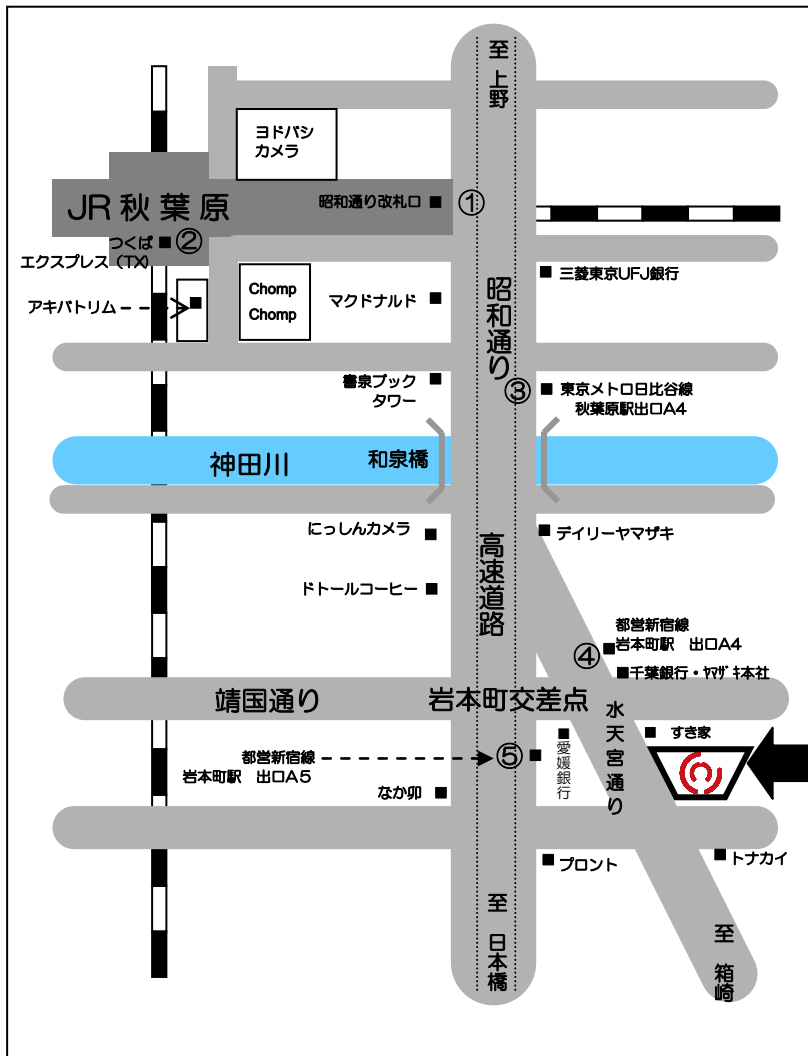 至 上野
ヨドバシ
カメラ
JR秋葉原
昭和通り改札口
①
つくば
②
エクスプレス（TX）
三菱東京UFJ銀行
アキバトリム
Chomp
Chomp
マクドナルド
昭和通り
書泉ブック
タワー
③
東京メトロ日比谷線
秋葉原駅出口A4
神田川
和泉橋
にっしんカメラ
高速道路
デイリーヤマザキ
ドトールコーヒー
都営新宿線
岩本町駅　出口A4
④
千葉銀行・ヤマザキ本社
靖国通り
岩本町交差点
水天宮通り
すき家
都営新宿線
岩本町駅　出口A5
⑤
愛媛銀行
なか卯
プロント
トナカイ
至 日本橋
至 箱崎